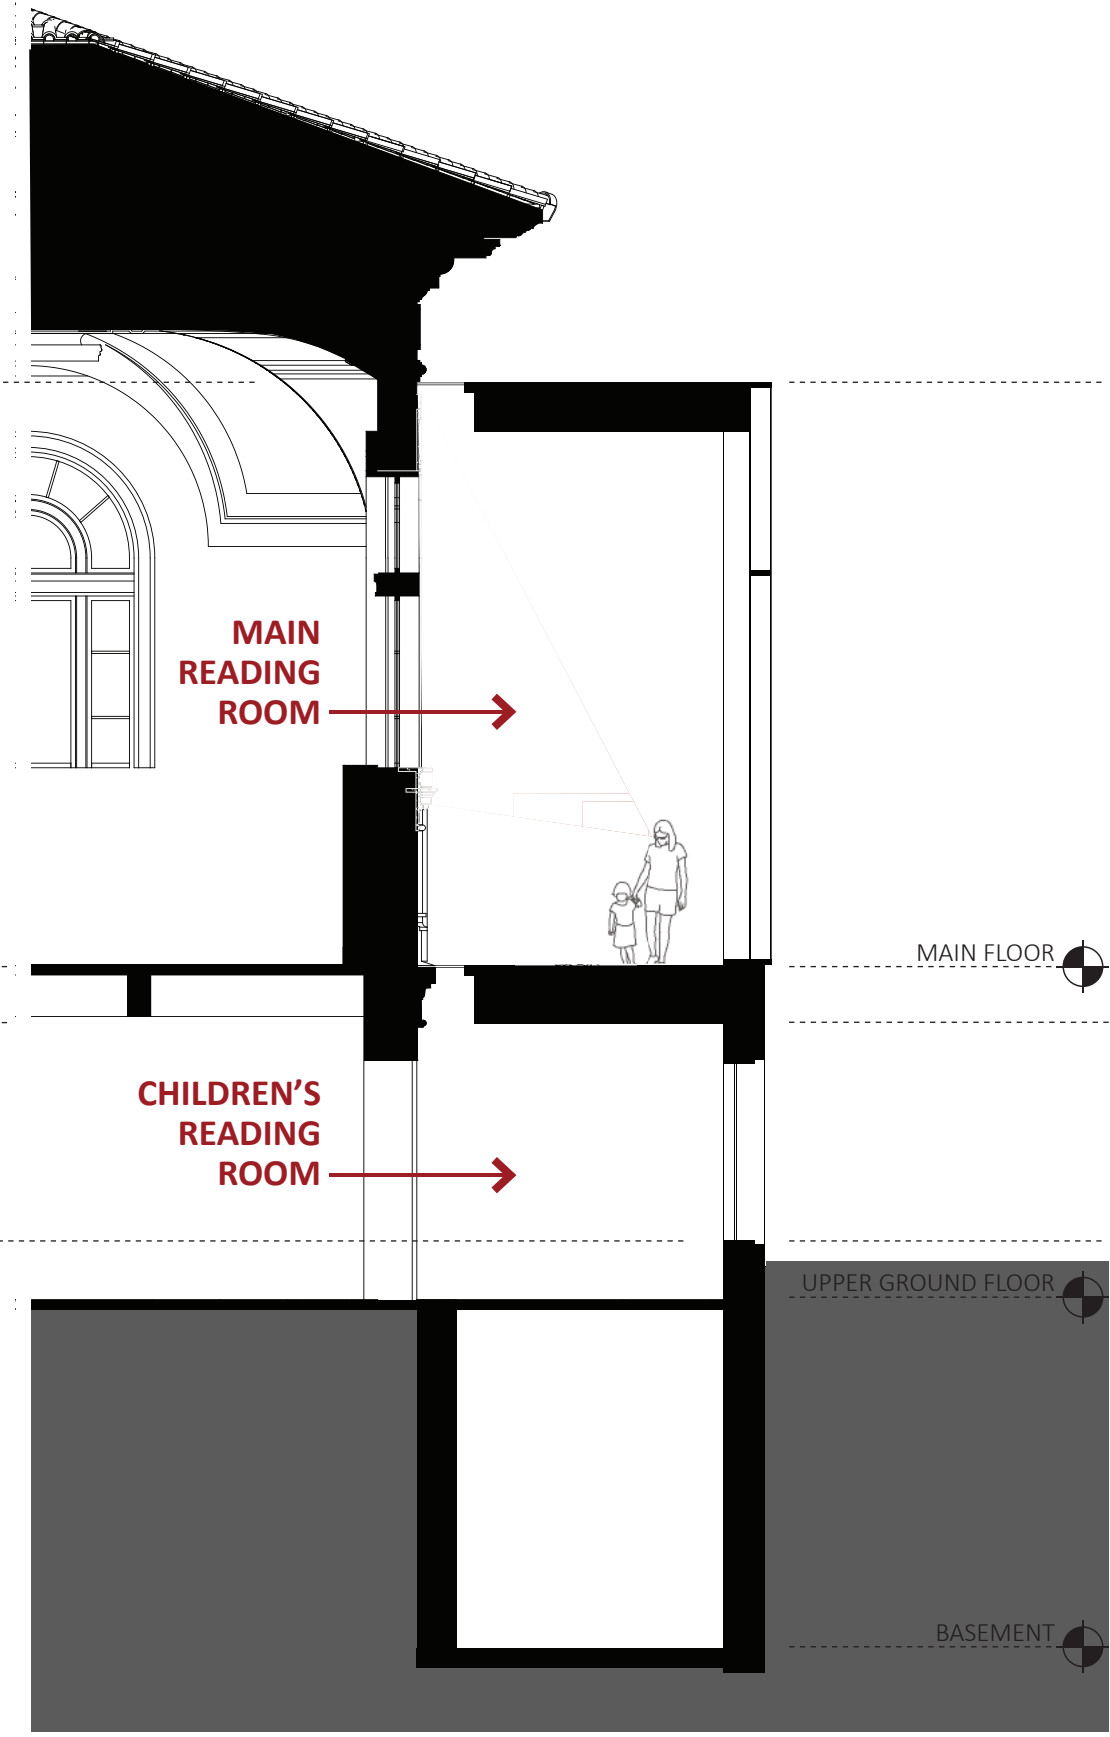 MAIN
READING
ROOM
MAIN FLOOR
CHILDREN’S
READING
ROOM
UPPER GROUND FLOOR
BASEMENT